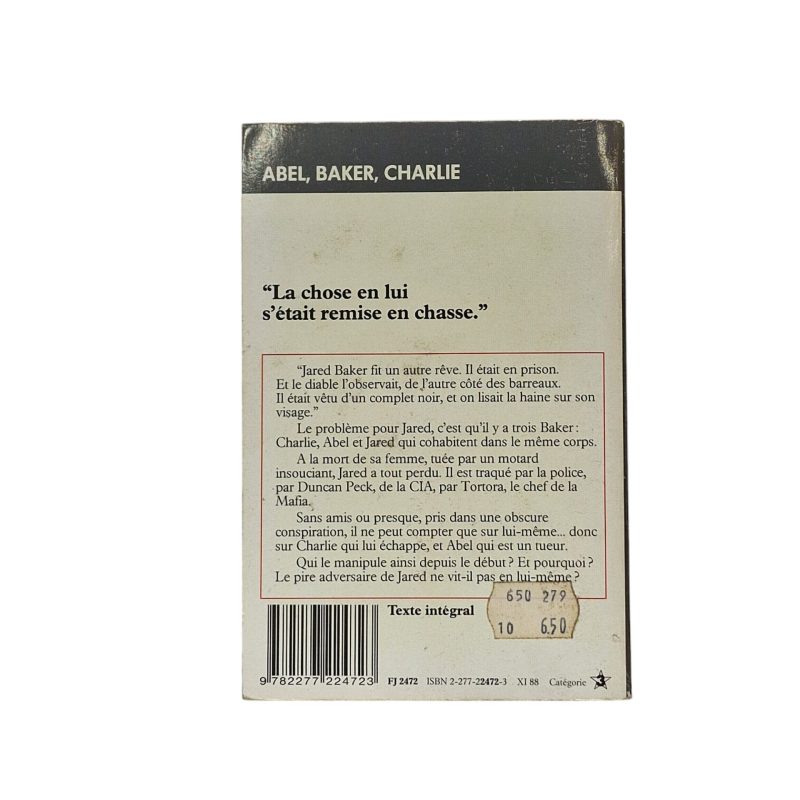 ABEL, BAKER, CHARLIE
“La chose en lui
s’était remise en chasse.”
“Jared Baker fit un autre rêve. Il était en prison.
Et le diable l’observait, de l’autre côté des barreaux.
Il était vêtu d’un complet noir, et on lisait la haine sur son
visage.”
Le problème pour Jared, c’est qu’il y a trois Baker :
Charlie, Abel et Jared qui cohabitent dans le même corps.
A la mort de sa femme, tuée par un motard
insouciant, Jared a tout perdu. Il est traqué par la police,
par Duncan Peck, de la CIA, par Tortora, le chef de la
Mafia.
Sans amis ou presque, pris dans une obscure
conspiration, il ne peut compter que sur lui-même... donc
sur Charlie qui lui échappe, et Abel qui est un tueur.
Qui le manipule ainsi depuis le début ? Et pourquoi ?
Le pire adversaire de Jared ne vit-il pas en lui-même ?
650 279
10 650
Texte intégral
9 782277 224723
FJ 2472 ISBN 2-277-22472-3 XI 88 Catégorie 3